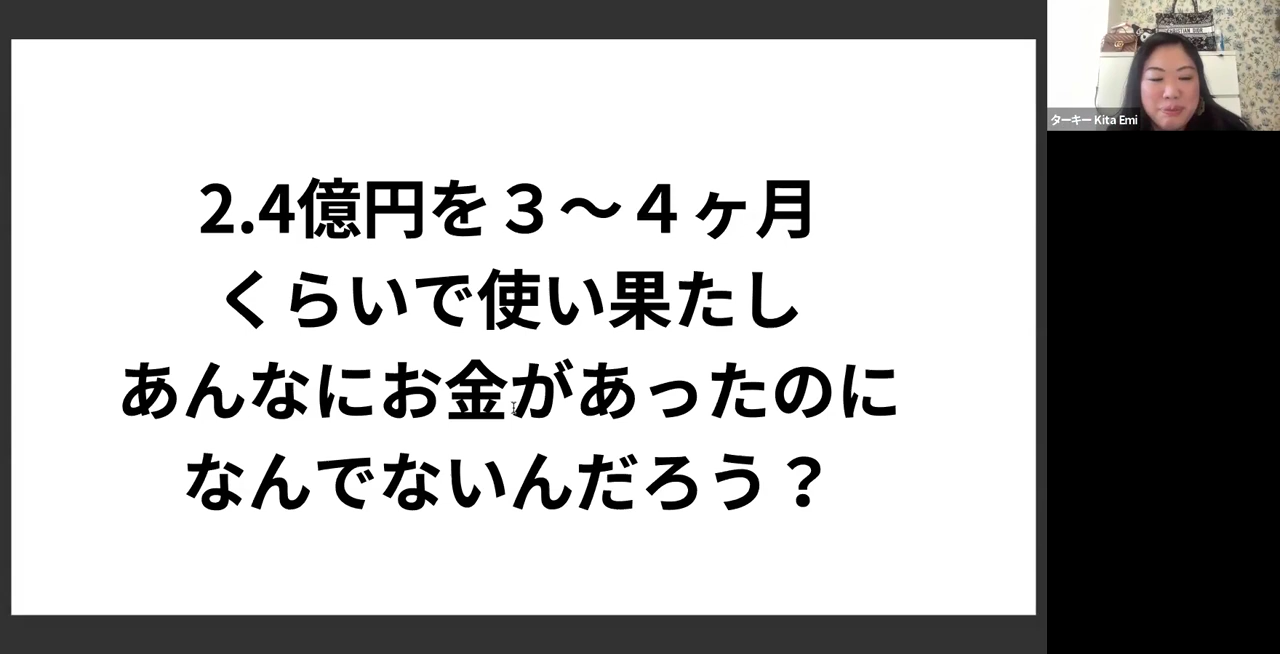 2.4億円を３〜４ヶ月
くらいで使い果たし
あんなにお金があったのに
なんでないんだろう？
CHRISTIAN DIOR
ターキー Kita Emi